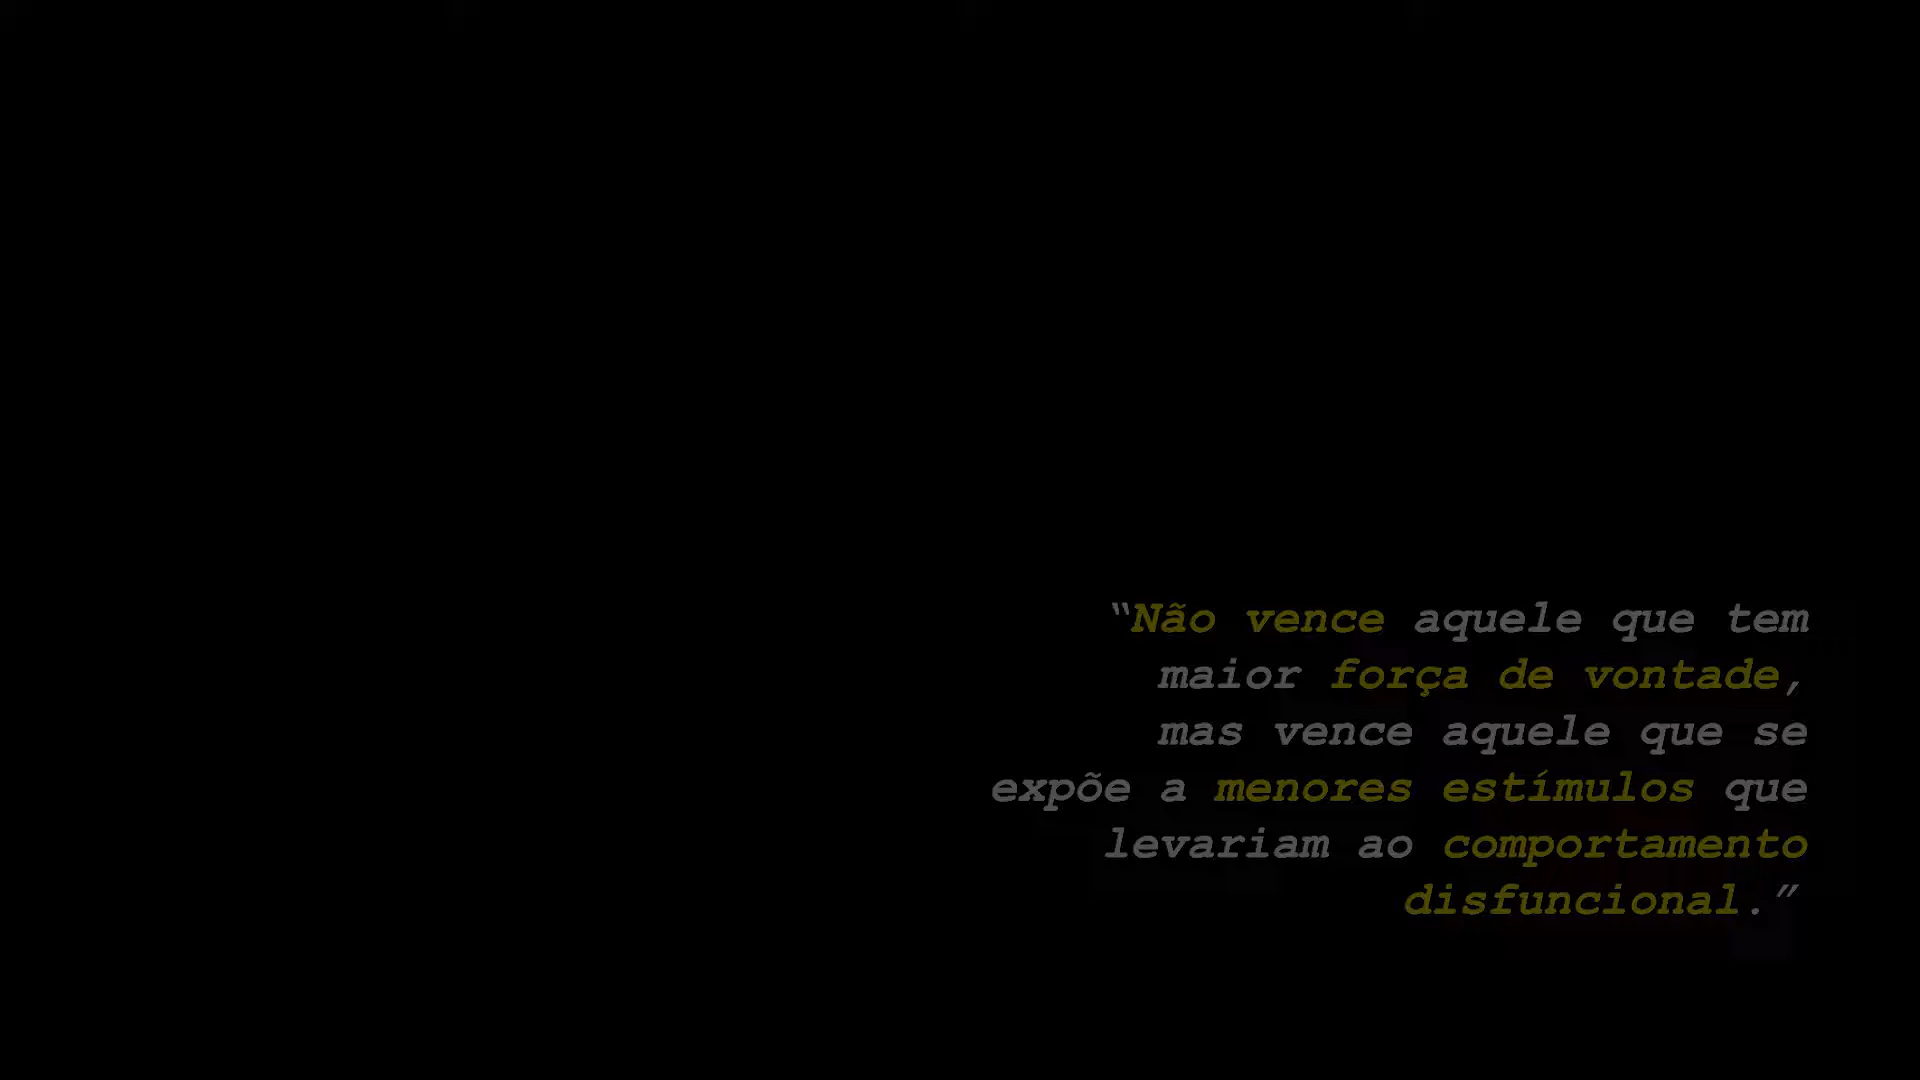 “Não vence aquele que tem
maior força de vontade,
mas vence aquele que se
expõe a menores estímulos que
levariam ao comportamento
disfuncional.”